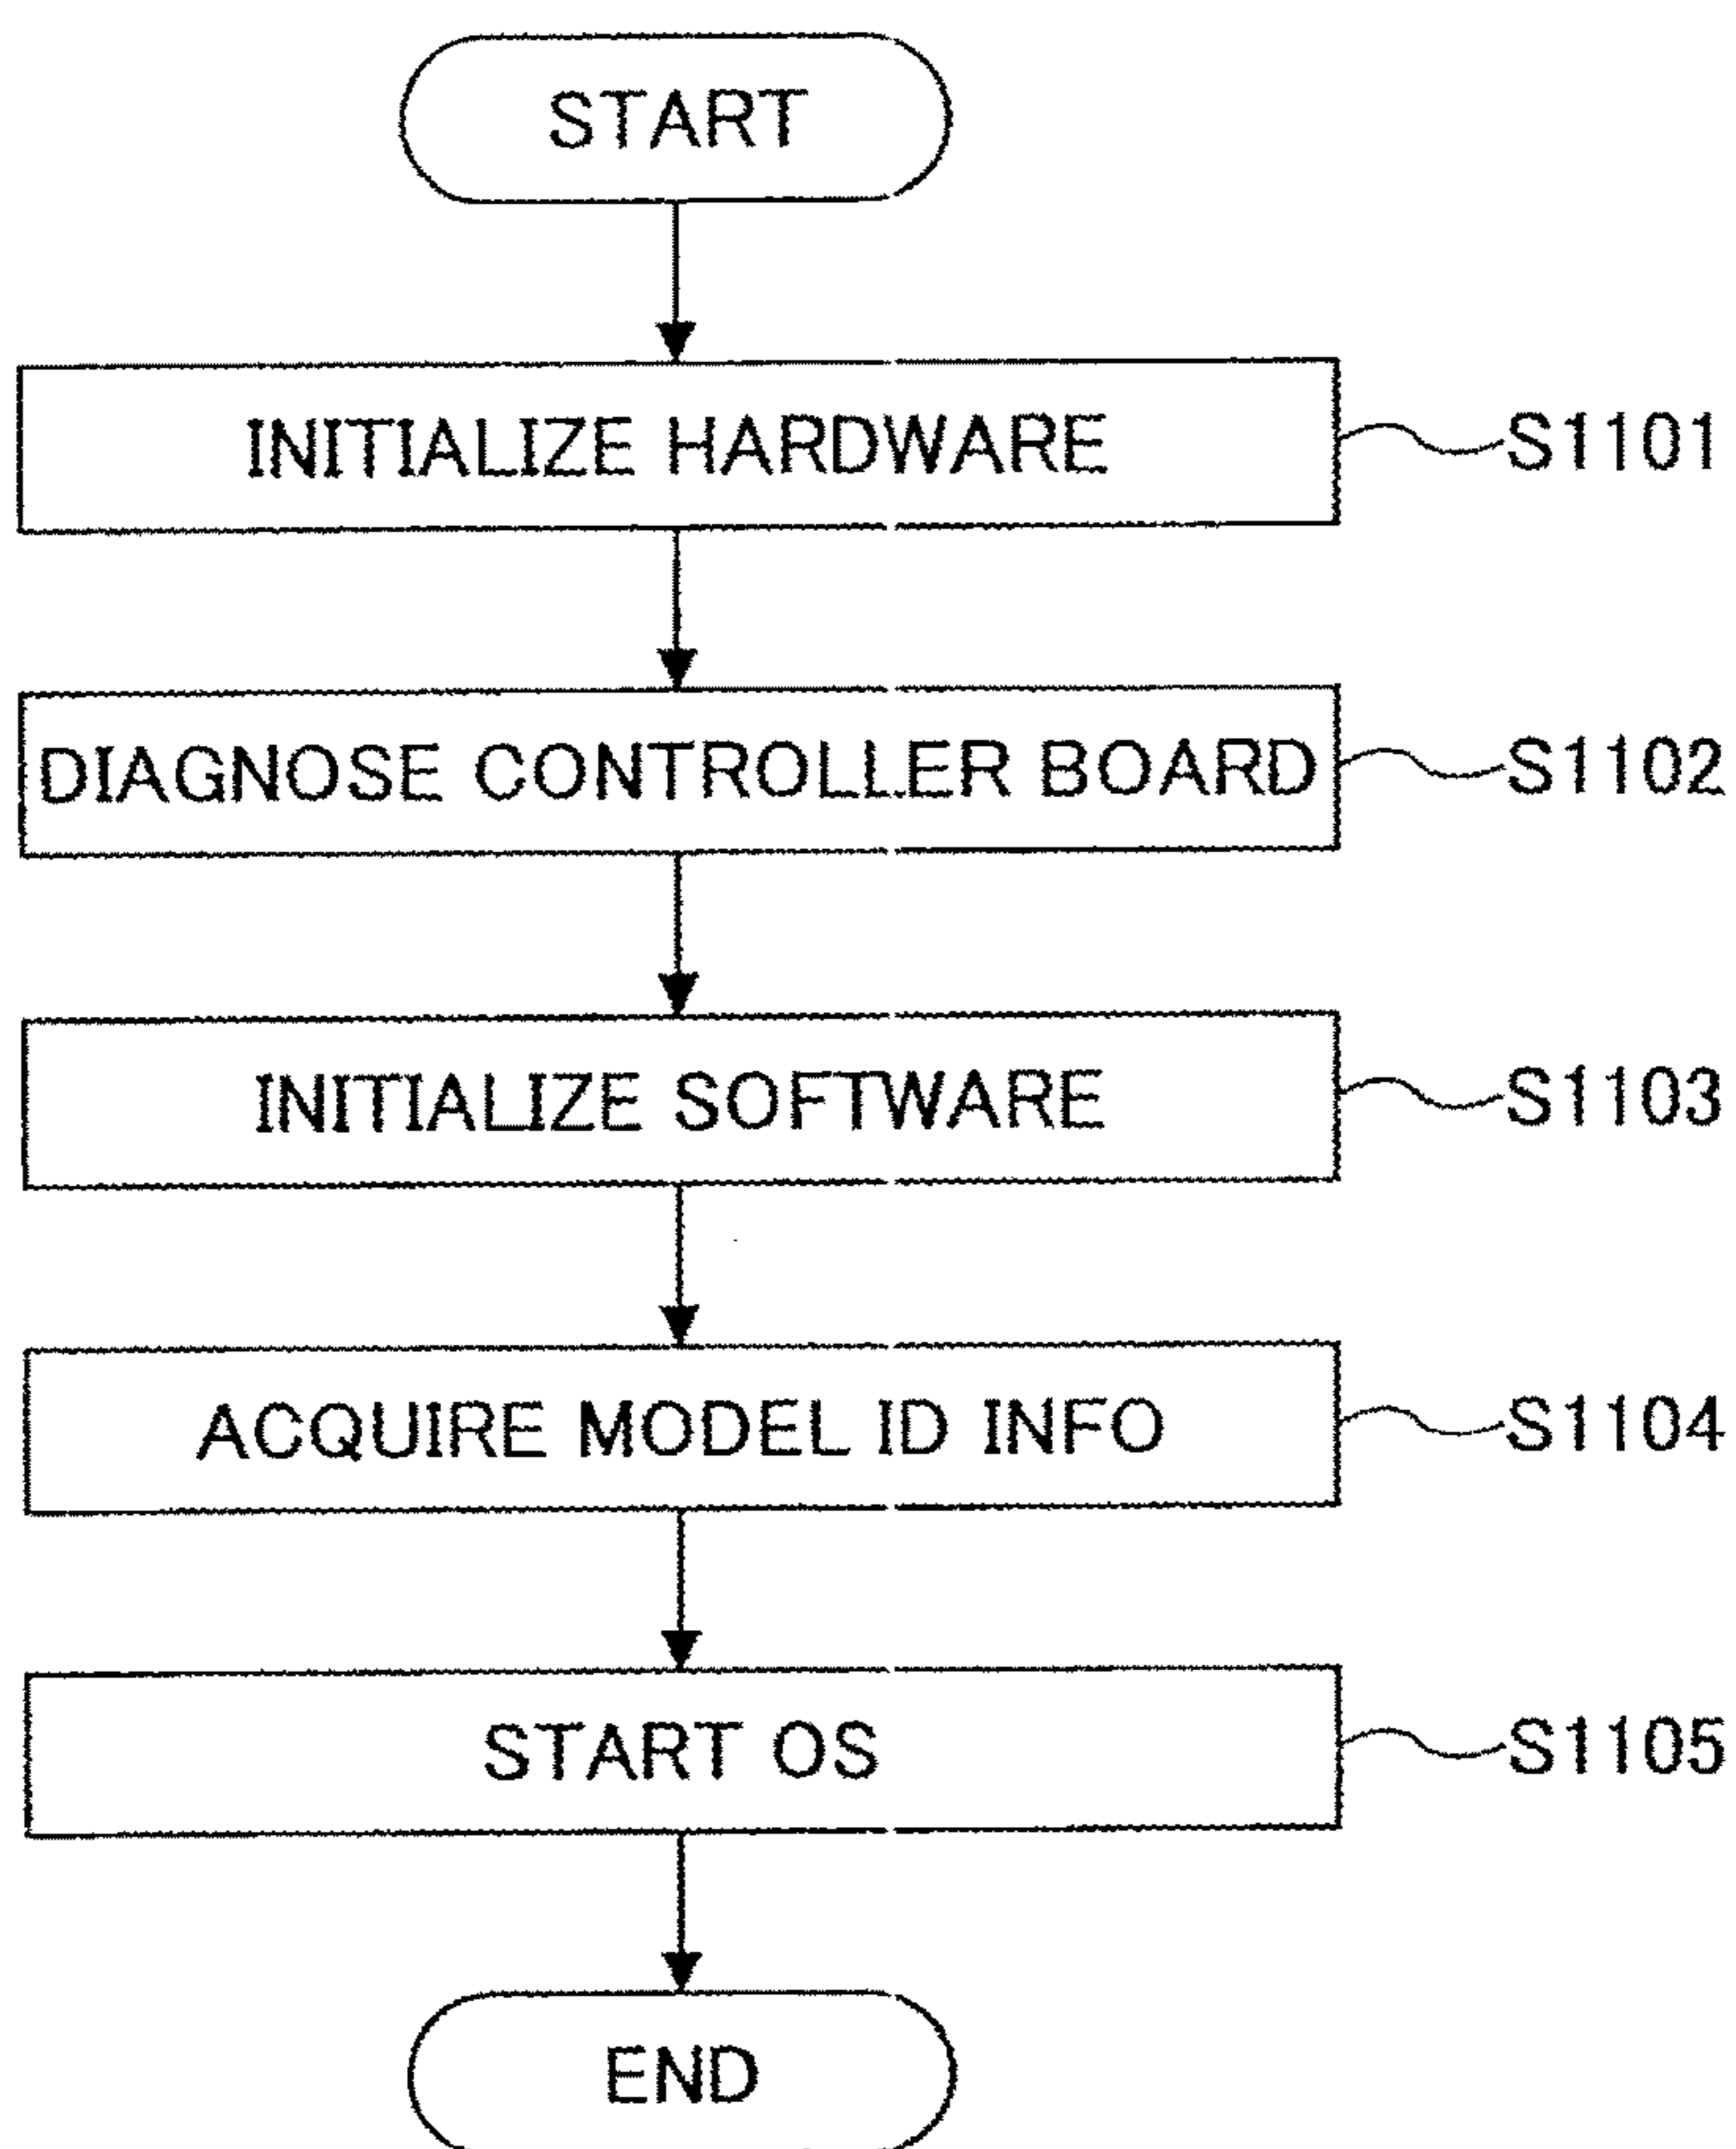 START
INITIALIZE HARDWARE
S1101
DIAGNOSE CONTROLLER BOARD
S1102
INITIALIZE SOFTWARE
S1103
ACQUIRE MODEL ID INFO
S1104
START OS
S1105
END